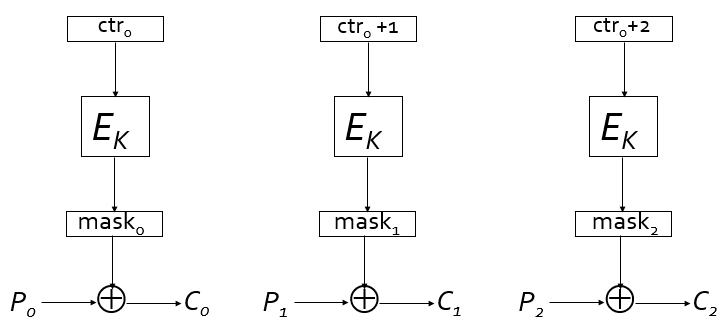 ctr₀ ctr₀ +1 ctr₀+2
E_K E_K E_K
mask₀ mask₁ mask₂
P₀ C₀ P₁ C₁ P₂ C₂